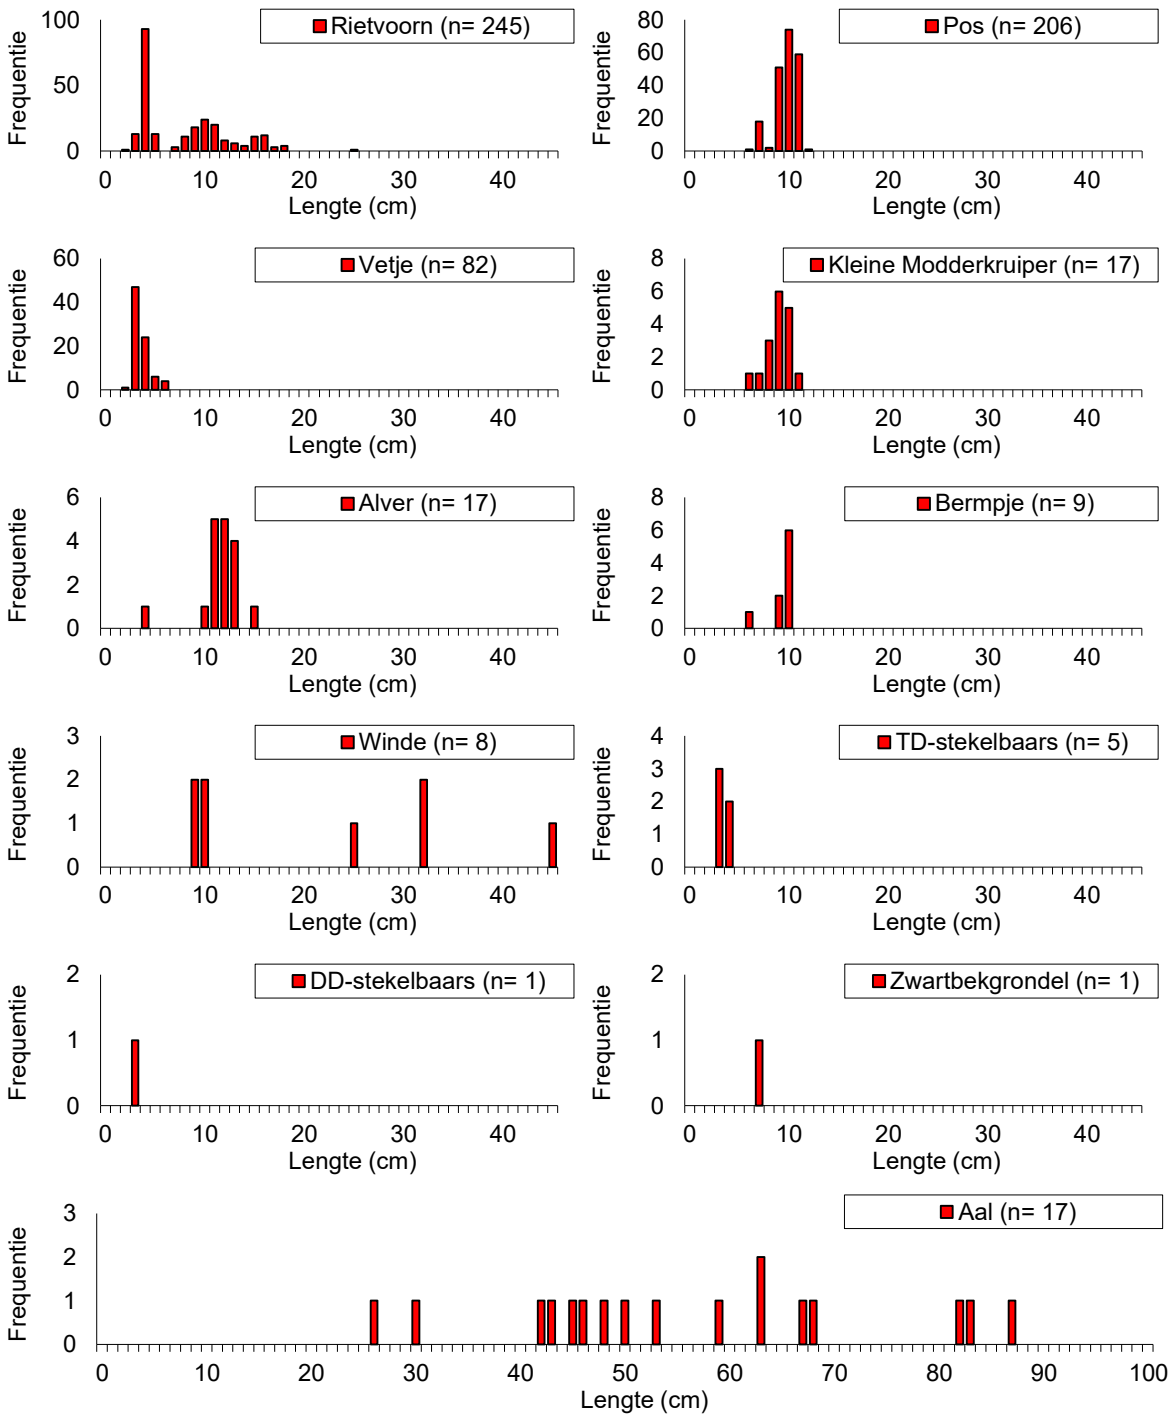 Rietvoorn (n= 245)
Frequentie
100
50
0
0 10 20 30 40
Lengte (cm)
Pos (n= 206)
Frequentie
80
60
40
20
0
0 10 20 30 40
Lengte (cm)
Vetje (n= 82)
Frequentie
60
40
20
0
0 10 20 30 40
Lengte (cm)
Kleine Modderkruiper (n= 17)
Frequentie
8
6
4
2
0
0 10 20 30 40
Lengte (cm)
Alver (n= 17)
Frequentie
6
4
2
0
0 10 20 30 40
Lengte (cm)
Bermpje (n= 9)
Frequentie
8
6
4
2
0
0 10 20 30 40
Lengte (cm)
Winde (n= 8)
Frequentie
3
2
1
0
0 10 20 30 40
Lengte (cm)
TD-stekelbaars (n= 5)
Frequentie
4
3
2
1
0
0 10 20 30 40
Lengte (cm)
DD-stekelbaars (n= 1)
Frequentie
2
1
0
0 10 20 30 40
Lengte (cm)
Zwartbekgrondel (n= 1)
Frequentie
2
1
0
0 10 20 30 40
Lengte (cm)
Aal (n= 17)
Frequentie
3
2
1
0
0 10 20 30 40 50 60 70 80 90 100
Lengte (cm)